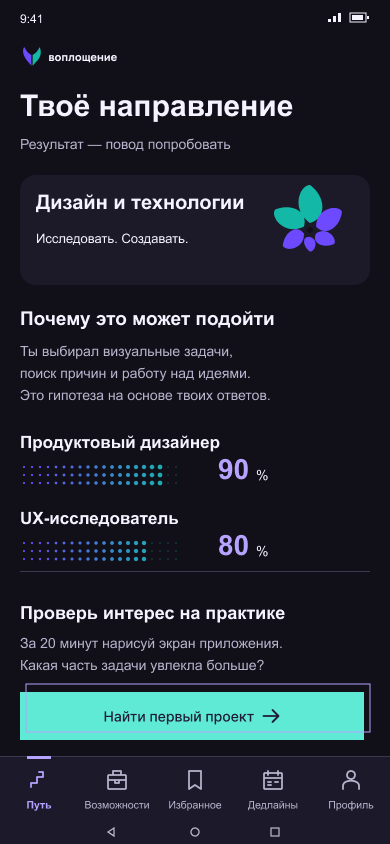 9:41
воплощение
Твоё направление
Результат — повод попробовать
Дизайн и технологии
Исследовать. Создавать.
Почему это может подойти
Ты выбирал визуальные задачи,
поиск причин и работу над идеями.
Это гипотеза на основе твоих ответов.
Продуктовый дизайнер
90 %
UX-исследователь
80 %
Проверь интерес на практике
За 20 минут нарисуй экран приложения.
Какая часть задачи увлекла больше?
Найти первый проект →
Путь Возможности Избранное Дедлайны Профиль